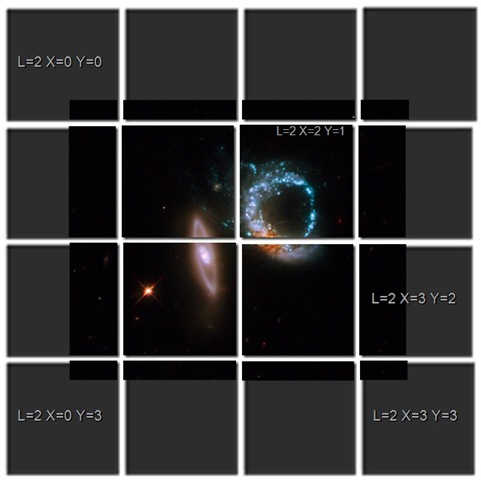 L=2 X=0 Y=0
L=2 X=2 Y=1
L=2 X=3 Y=2
L=2 X=0 Y=3
L=2 X=3 Y=3